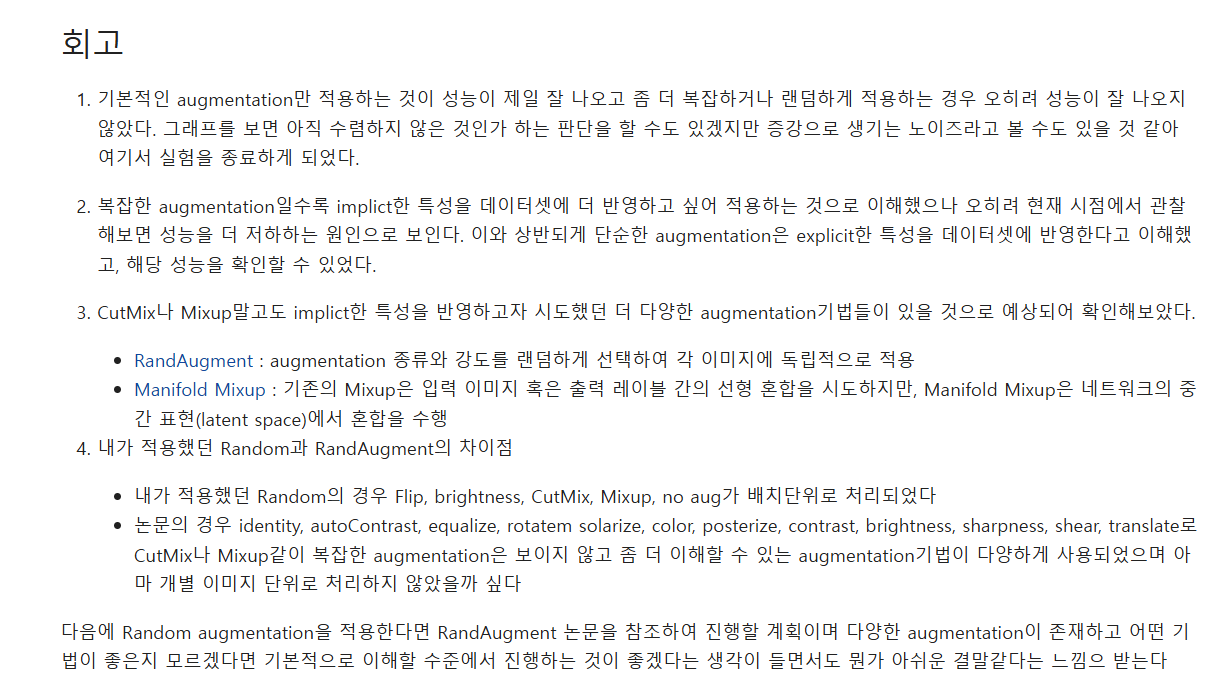 회고
1. 기본적인 augmentation만 적용하는 것이 성능이 제일 잘 나오고 좀 더 복잡하거나 랜덤하게 적용하는 경우 오히려 성능이 잘 나오지
않았다. 그래프를 보면 아직 수렴하지 않은 것인가 하는 판단을 할 수도 있겠지만 증강으로 생기는 노이즈라고 볼 수도 있을 것 같아
여기서 실험을 종료하게 되었다.
2. 복잡한 augmentation일수록 implict한 특성을 데이터셋에 더 반영하고 싶어 적용하는 것으로 이해했으나 오히려 현재 시점에서 관찰
해보면 성능을 더 저하하는 원인으로 보인다. 이와 상반되게 단순한 augmentation은 explicit한 특성을 데이터셋에 반영한다고 이해했
고, 해당 성능을 확인할 수 있었다.
3. CutMix나 Mixup말고도 implict한 특성을 반영하고자 시도했던 더 다양한 augmentation기법들이 있을 것으로 예상되어 확인해보았다.
• RandAugment : augmentation 종류와 강도를 랜덤하게 선택하여 각 이미지에 독립적으로 적용
• Manifold Mixup : 기존의 Mixup은 입력 이미지 혹은 출력 레이블 간의 선형 혼합을 시도하지만, Manifold Mixup은 네트워크의 중
간 표현(latent space)에서 혼합을 수행
4. 내가 적용했던 Random과 RandAugment의 차이점
• 내가 적용했던 Random의 경우 Flip, brightness, CutMix, Mixup, no aug가 배치단위로 처리되었다
• 논문의 경우 identity, autoContrast, equalize, rotatem solarize, color, posterize, contrast, brightness, sharpness, shear, translate로
CutMix나 Mixup같이 복잡한 augmentation은 보이지 않고 좀 더 이해할 수 있는 augmentation기법이 다양하게 사용되었으며 아
마 개별 이미지 단위로 처리하지 않았을까 싶다
다음에 Random augmentation을 적용한다면 RandAugment 논문을 참조하여 진행할 계획이며 다양한 augmentation이 존재하고 어떤 기
법이 좋은지 모르겠다면 기본적으로 이해할 수준에서 진행하는 것이 좋겠다는 생각이 들면서도 뭔가 아쉬운 결말같다는 느낌으 받는다